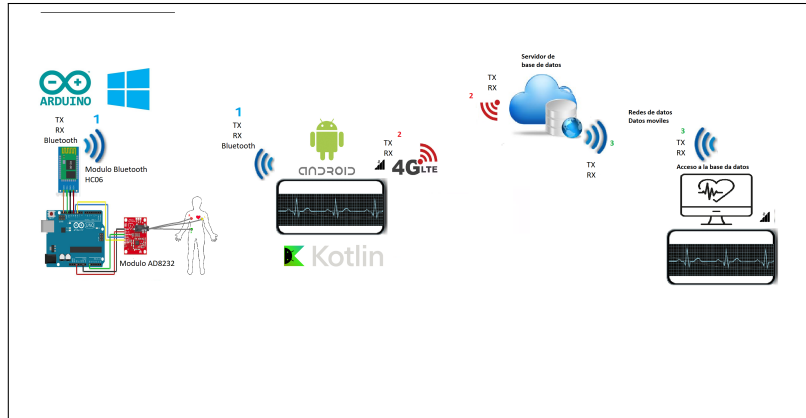 ARDUINO
1
TX
RX
Bluetooth
Modulo Bluetooth
HC06
Modulo AD8232
1
TX
RX
Bluetooth
android
2
TX
RX
4G LTE
Kotlin
Servidor de
base de datos
2
TX
RX
3
TX
RX
Redes de datos
Datos moviles
3
TX
RX
Acceso a la base da datos